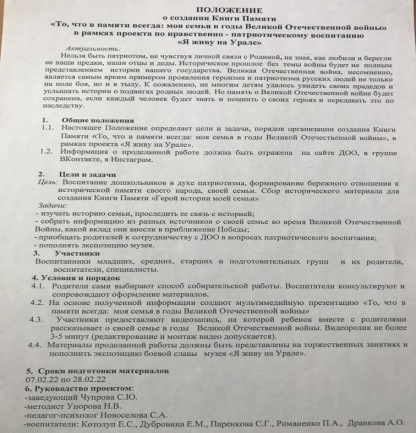 ПОЛОЖЕНИЕ
о создании Книги Памяти
«То, что в памяти всегда: моя семья в годы Великой Отечественной войны»
в рамках проекта по нравственно - патриотическому воспитанию
«Я живу на Урале»
Актуальность:
Нельзя быть патриотом, не чувствуя личной связи с Родиной, не зная, как любили и берегли
ее наши предки, наши отцы и деды. Историческое прошлое без темы войны будет не полным
представлением истории нашего государства. Великая Отечественная война, несомненно,
является самым ярким примером проявления героизма и патриотизма русских людей не только
на поле боя, но и в тылу. К сожалению, не многим детям удалось увидеть своих прадедов и
услышать истории о подвигах родных людей. Но память о Великой Отечественной войне будет
сохранена, если каждый человек будет знать и помнить о своих героях и передавать это по
наследству.
1. Общие положения
1.1. Настоящее Положение определяет цели и задачи, порядок организации создания Книги
Памяти «То, что в памяти всегда: моя семья в годы Великой Отечественной войны», в
рамках проекта «Я живу на Урале».
1.2. Информация о проделанной работе должна быть отражена на сайте ДОО, в группе
ВКонтакте, в Инстаграм.
2. Цели и задачи
Цель: Воспитание дошкольников в духе патриотизма, формирование бережного отношения к
исторической памяти своего народа, своей семьи. Сбор исторического материала для
создания Книги Памяти «Герой истории моей семьи»
Задачи:
- изучать историю семьи, проследить ее связь с историей;
- собрать информацию из разных источников о своей семье во время Великой Отечественной
Войны, какой вклад они внесли в приближение Победы;
- приобщать родителей к сотрудничеству с ДОО в вопросах патриотического воспитания;
- пополнять экспозицию музея.
3. Участники
Воспитанники младших, средних, старших и подготовительных групп и их родители,
воспитатели, специалисты.
4. Условия и порядок
4.1. Родители сами выбирают способ собирательской работы. Воспитатели консультируют и
сопровождают оформление материалов.
4.2. На основе полученной информации создают мультимедийную презентацию «То, что в
памяти всегда: моя семья в годы Великой Отечественной войны»
4.3. Участники предоставляют видеозапись, на которой ребенок вместе с родителями
рассказывает о своей семье в годы Великой Отечественной войны. Видеоролик не более
3-5 минут (редактирование и монтаж видео допускается).
4.4. Материалы проделанной работы должны быть представлены на торжественных занятиях и
пополнить экспозицию боевой славы музея «Я живу на Урале».
5. Сроки подготовки материалов
07.02.22 по 28.02.22
6. Руководство проектом:
-заведующий Чупрова С.Ю.
-методист Упорова Н.В.
-педагог-психолог Новоселова С.А.
-воспитатели: Котолуп Е.С., Дубровина Е.М., Паренкова С.Г., Романенко П.А., Дранкова А.О.